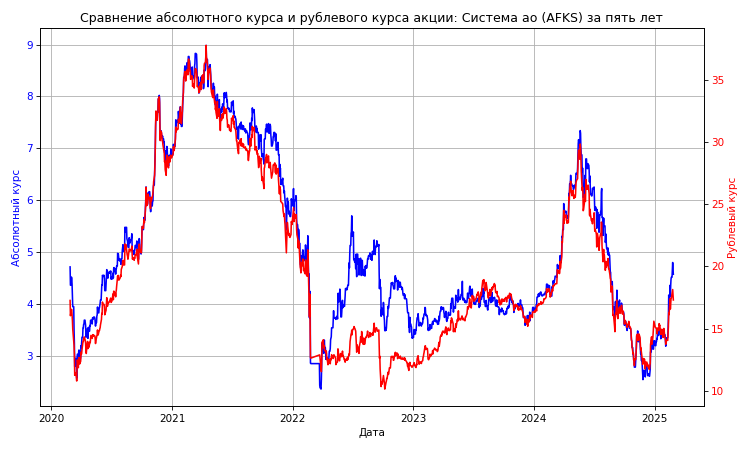 Сравнение абсолютного курса и рублевого курса акции: Система ао (AFKS) за пять лет
Абсолютный курс
9
8
7
6
5
4
3
35
30
25
20
15
10
Рублевый курс
2020 2021 2022 2023 2024 2025
Дата